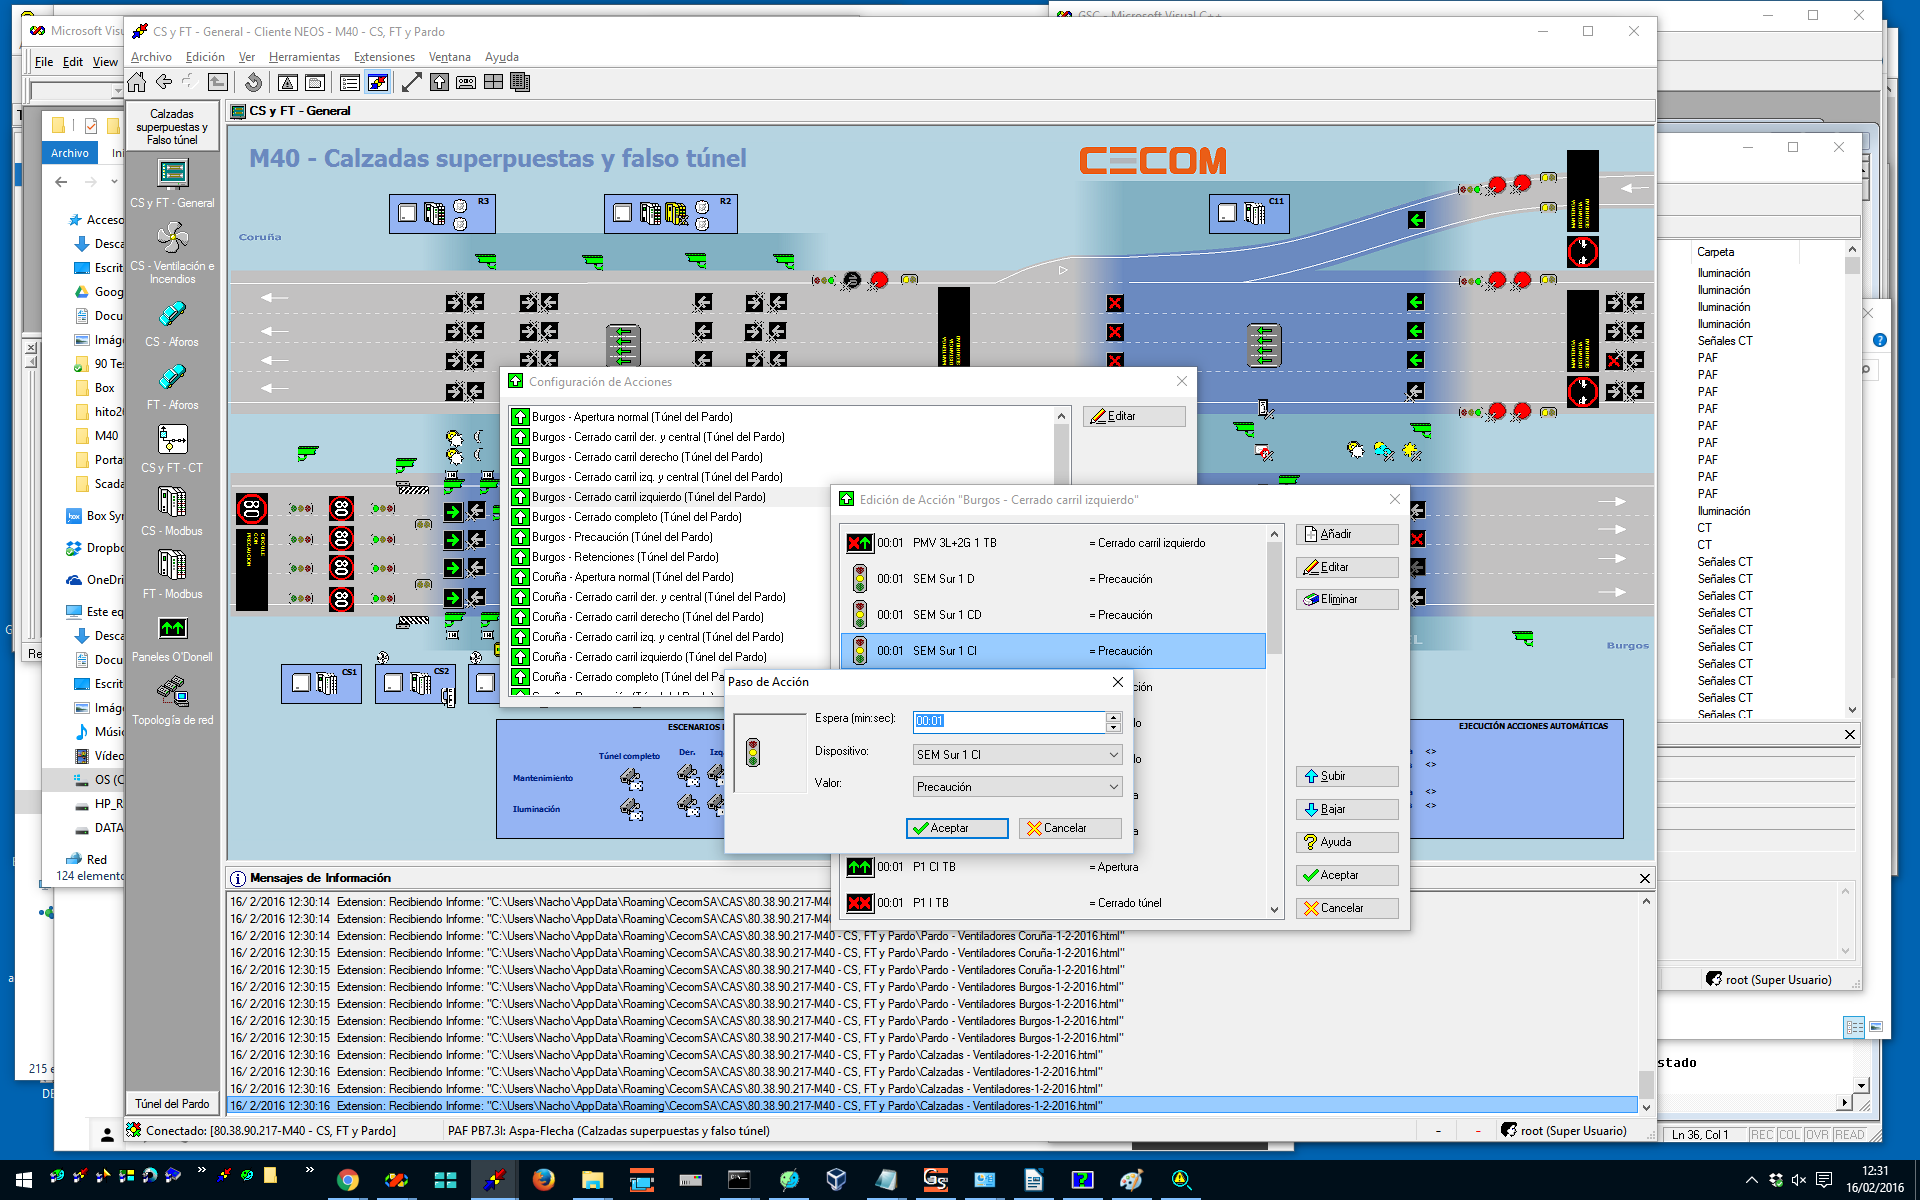 GSC - Microsoft Visual C++
Microsoft Visu
File Edit View
CS y FT - General - Cliente NEOS - M40 - CS, FT y Pardo
Archivo Edición Ver Herramientas Extensiones Ventana Ayuda
Calzadas superpuestas y Falso túnel
CS y FT - General
CS - Ventilación e Incendios
CS - Aforos
FT - Aforos
CS y FT - CT
CS - Modbus
FT - Modbus
Paneles O'Donell
Topología de red
Túnel del Pardo
CS y FT - General
M40 - Calzadas superpuestas y falso túnel
CECOM
R3
R2
C11
Coruña
Burgos
CS1
CS2
Archivo
Acceso
Desca
Escrit
Goog
Docu
Imáge
90 Te
Box
hito20
M40
Porta
Scada
Box Syn
Dropbo
OneDri
Este eq
Desca
Docu
Escrit
Imáge
Músic
Vídeo
OS (C
HP_R
DATA
Red
124 elemento
215 e
Configuración de Acciones
Burgos - Apertura normal (Túnel del Pardo)
Burgos - Cerrado carril der. y central (Túnel del Pardo)
Burgos - Cerrado carril derecho (Túnel del Pardo)
Burgos - Cerrado carril izq. y central (Túnel del Pardo)
Burgos - Cerrado carril izquierdo (Túnel del Pardo)
Burgos - Cerrado completo (Túnel del Pardo)
Burgos - Precaución (Túnel del Pardo)
Burgos - Retenciones (Túnel del Pardo)
Coruña - Apertura normal (Túnel del Pardo)
Coruña - Cerrado carril der. y central (Túnel del Pardo)
Coruña - Cerrado carril derecho (Túnel del Pardo)
Coruña - Cerrado carril izq. y central (Túnel del Pardo)
Coruña - Cerrado carril izquierdo (Túnel del Pardo)
Coruña - Cerrado completo (Túnel del Pa
Editar
Edición de Acción "Burgos - Cerrado carril izquierdo"
00:01 PMV 3L+2G 1 TB = Cerrado carril izquierdo
00:01 SEM Sur 1 D = Precaución
00:01 SEM Sur 1 CD = Precaución
00:01 SEM Sur 1 CI = Precaución
00:01 P1 CI TB = Apertura
00:01 P1 I TB = Cerrado túnel
Añadir
Editar
Eliminar
Subir
Bajar
Ayuda
Aceptar
Cancelar
Paso de Acción
Espera (min:sec): 00:01
Dispositivo: SEM Sur 1 CI
Valor: Precaución
Aceptar Cancelar
ESCENARIOS
Túnel completo Der. Izq
Mantenimiento
Iluminación
EJECUCIÓN ACCIONES AUTOMÁTICAS
<>
<>
<>
<>
Mensajes de Información
16/ 2/2016 12:30:14 Extension: Recibiendo Informe: "C:\Users\Nacho\AppData\Roaming\CecomSA\CAS\80.38.90.217-M4
16/ 2/2016 12:30:14 Extension: Recibiendo Informe: "C:\Users\Nacho\AppData\Roaming\CecomSA\CAS\80.38.90.217-M4
16/ 2/2016 12:30:14 Extension: Recibiendo Informe: "C:\Users\Nacho\AppData\Roaming\CecomSA\CAS\80.38.90.217-M40 - CS, FT y Pardo\Pardo - Ventiladores Coruña-1-2-2016.html"
16/ 2/2016 12:30:15 Extension: Recibiendo Informe: "C:\Users\Nacho\AppData\Roaming\CecomSA\CAS\80.38.90.217-M40 - CS, FT y Pardo\Pardo - Ventiladores Coruña-1-2-2016.html"
16/ 2/2016 12:30:15 Extension: Recibiendo Informe: "C:\Users\Nacho\AppData\Roaming\CecomSA\CAS\80.38.90.217-M40 - CS, FT y Pardo\Pardo - Ventiladores Coruña-1-2-2016.html"
16/ 2/2016 12:30:15 Extension: Recibiendo Informe: "C:\Users\Nacho\AppData\Roaming\CecomSA\CAS\80.38.90.217-M40 - CS, FT y Pardo\Pardo - Ventiladores Burgos-1-2-2016.html"
16/ 2/2016 12:30:15 Extension: Recibiendo Informe: "C:\Users\Nacho\AppData\Roaming\CecomSA\CAS\80.38.90.217-M40 - CS, FT y Pardo\Pardo - Ventiladores Burgos-1-2-2016.html"
16/ 2/2016 12:30:15 Extension: Recibiendo Informe: "C:\Users\Nacho\AppData\Roaming\CecomSA\CAS\80.38.90.217-M40 - CS, FT y Pardo\Pardo - Ventiladores Burgos-1-2-2016.html"
16/ 2/2016 12:30:15 Extension: Recibiendo Informe: "C:\Users\Nacho\AppData\Roaming\CecomSA\CAS\80.38.90.217-M40 - CS, FT y Pardo\Pardo - Ventiladores Burgos-1-2-2016.html"
16/ 2/2016 12:30:16 Extension: Recibiendo Informe: "C:\Users\Nacho\AppData\Roaming\CecomSA\CAS\80.38.90.217-M40 - CS, FT y Pardo\Calzadas - Ventiladores-1-2-2016.html"
16/ 2/2016 12:30:16 Extension: Recibiendo Informe: "C:\Users\Nacho\AppData\Roaming\CecomSA\CAS\80.38.90.217-M40 - CS, FT y Pardo\Calzadas - Ventiladores-1-2-2016.html"
16/ 2/2016 12:30:16 Extension: Recibiendo Informe: "C:\Users\Nacho\AppData\Roaming\CecomSA\CAS\80.38.90.217-M40 - CS, FT y Pardo\Calzadas - Ventiladores-1-2-2016.html"
16/ 2/2016 12:30:16 Extension: Recibiendo Informe: "C:\Users\Nacho\AppData\Roaming\CecomSA\CAS\80.38.90.217-M40 - CS, FT y Pardo\Calzadas - Ventiladores-1-2-2016.html"
Conectado: [80.38.90.217-M40 - CS, FT y Pardo] PAF PB7.3I: Aspa-Flecha (Calzadas superpuestas y falso túnel) - - root (Super Usuario)
Carpeta
Iluminación
Iluminación
Iluminación
Iluminación
Señales CT
PAF
PAF
PAF
PAF
PAF
PAF
PAF
PAF
PAF
Iluminación
CT
CT
Señales CT
Señales CT
Señales CT
Señales CT
Señales CT
Señales CT
Señales CT
Señales CT
Señales CT
Señales CT
root (Super Usuario)
stado
Ln 36, Col 1 REC COL OVR READ
12:31
16/02/2016